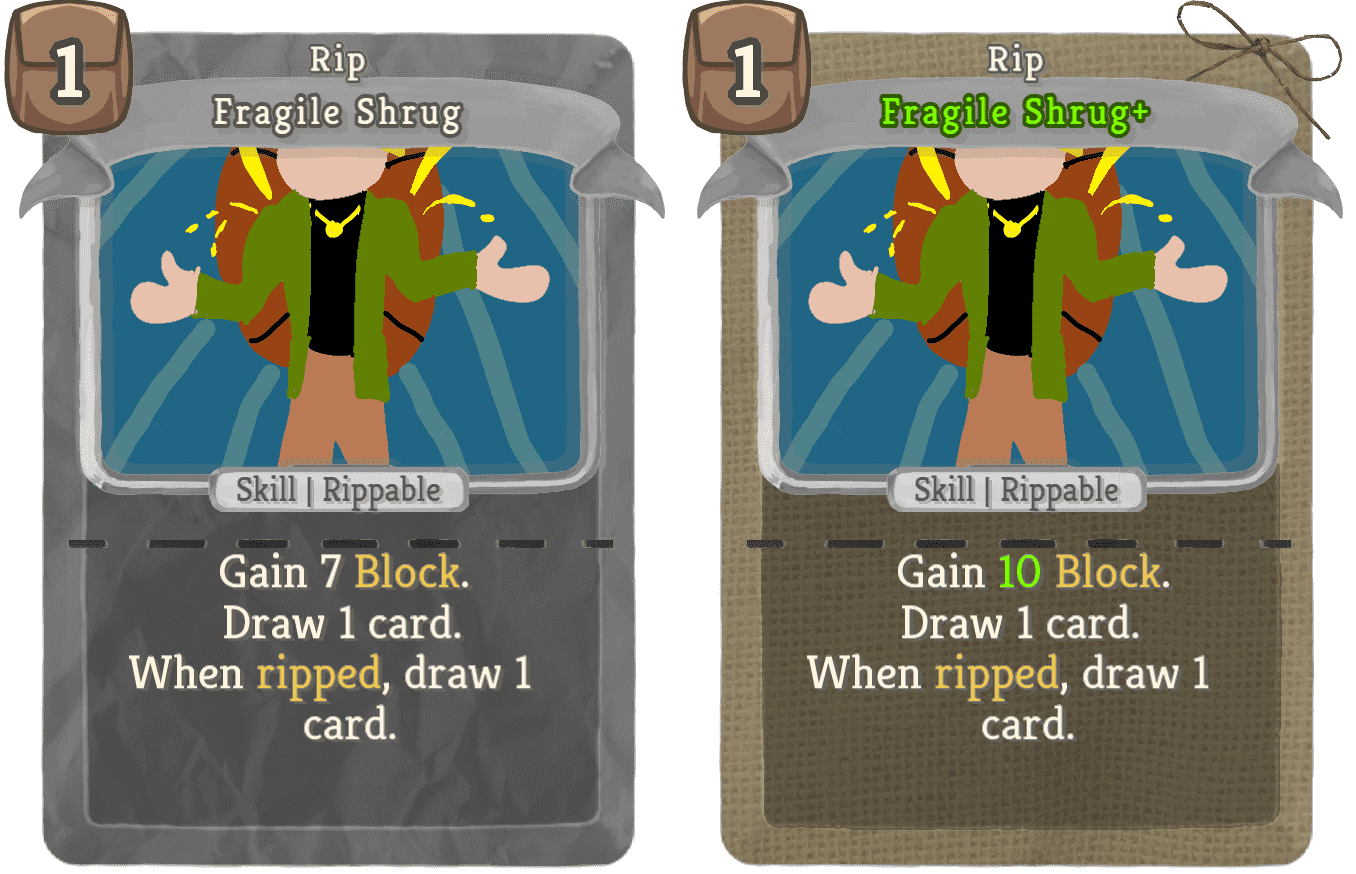 1
Rip
Fragile Shrug
Skill | Rippable
Gain 7 Block.
Draw 1 card.
When ripped, draw 1
card.
1
Rip
Fragile Shrug+
Skill | Rippable
Gain 10 Block.
Draw 1 card.
When ripped, draw 1
card.